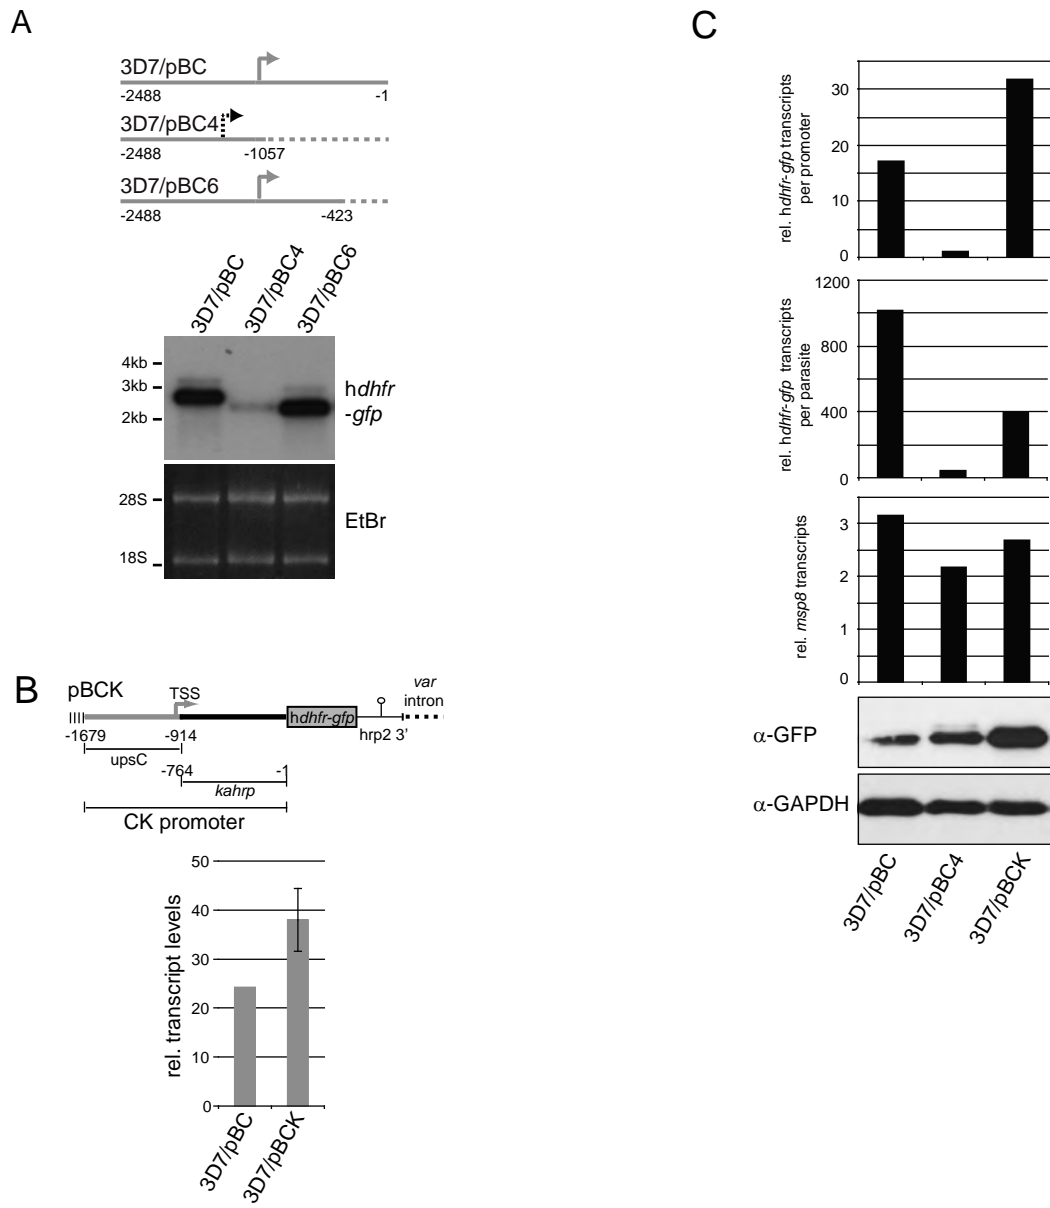 A
3D7/pBC
-2488 -1
3D7/pBC4
-2488 -1057
3D7/pBC6
-2488 -423
3D7/pBC
3D7/pBC4
3D7/pBC6
4kb
3kb
2kb
hdhfr
-gfp
28S
18S
EtBr
B
pBCK
TSS
var
intron
hdhfr-gfp
hrp2 3'
-1679 -914
upsC
-764 -1
kahrp
CK promoter
rel. transcript levels
50
40
30
20
10
0
3D7/pBC
3D7/pBCK
C
rel. hdhfr-gfp transcripts
per promoter
30
20
10
0
rel. hdhfr-gfp transcripts
per parasite
1200
800
400
0
rel. msp8 transcripts
3
2
1
0
α-GFP
α-GAPDH
3D7/pBC
3D7/pBC4
3D7/pBCK